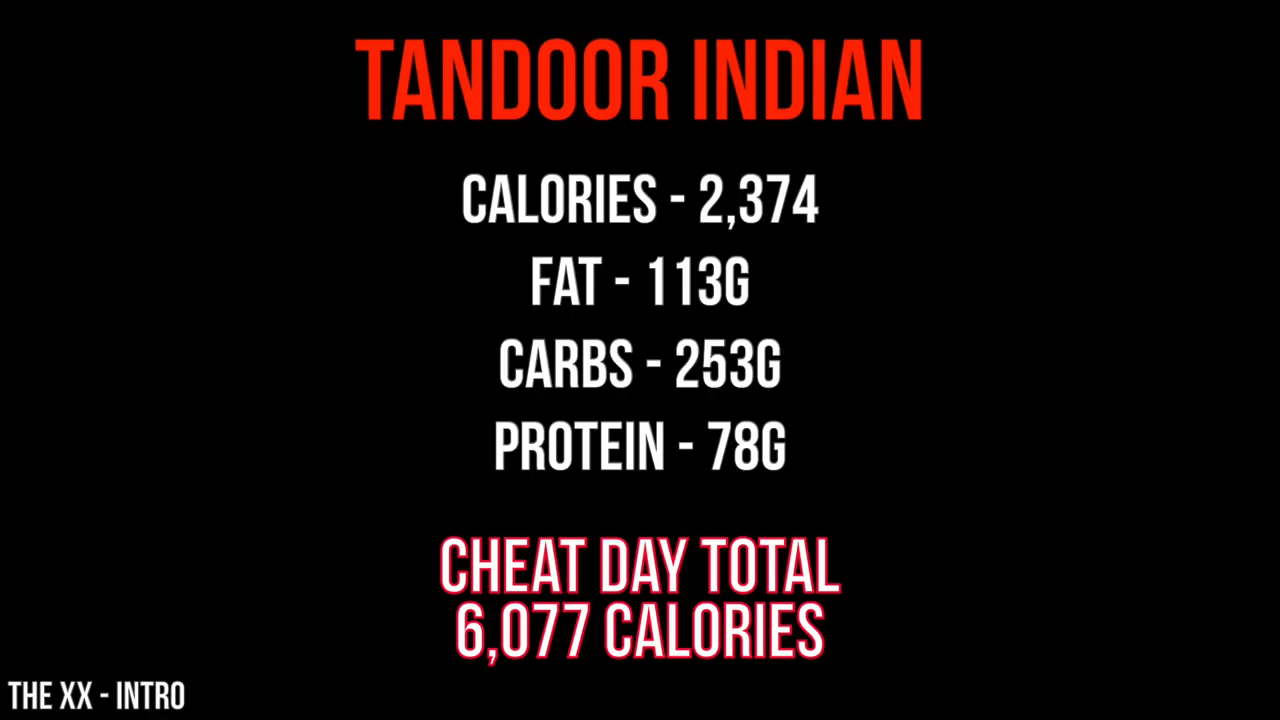 TANDOOR INDIAN
CALORIES - 2,374
FAT - 113G
CARBS - 253G
PROTEIN - 78G
CHEAT DAY TOTAL
6,077 CALORIES
THE XX - INTRO